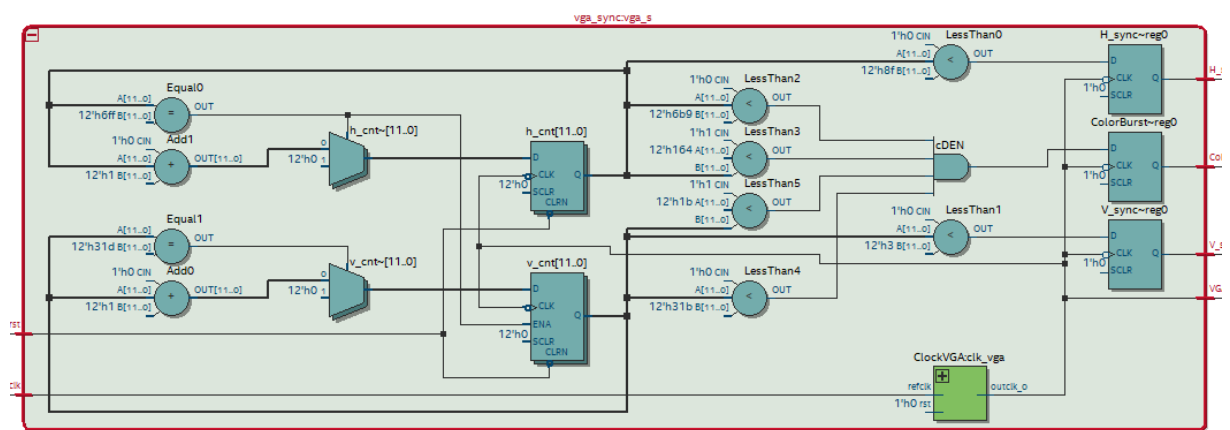 vga_sync:vga_s
1'h0 CIN LessThan0
A[11..0] OUT
12'h8f B[11..0]
H_sync~reg0
D
CLK Q
1'h0
SCLR
Equal0
A[11..0] OUT
12'h6ff B[11..0]
1'h0 CIN Add1
A[11..0] OUT[11..0]
12'h1 B[11..0]
h_cnt~[11..0]
0
12'h0 1
h_cnt[11..0]
D
CLK Q
12'h0
SCLR
CLRN
1'h0 CIN LessThan2
A[11..0] OUT
12'h6b9 B[11..0]
1'h1 CIN LessThan3
12'h164 A[11..0] OUT
B[11..0]
1'h1 CIN LessThan5
12'h1b A[11..0] OUT
B[11..0]
cDEN
ColorBurst~reg0
D
CLK Q
1'h0
SCLR
1'h0 CIN LessThan1
A[11..0] OUT
12'h3 B[11..0]
V_sync~reg0
D
CLK Q
1'h0
SCLR
Equal1
A[11..0] OUT
12'h31d B[11..0]
1'h0 CIN Add0
A[11..0] OUT[11..0]
12'h1 B[11..0]
v_cnt~[11..0]
0
12'h0 1
v_cnt[11..0]
D
CLK
ENA Q
12'h0
SCLR
CLRN
1'h0 CIN LessThan4
A[11..0] OUT
12'h31b B[11..0]
rst
clk
ClockVGA:clk_vga
refclk outclk_o
1'h0 rst